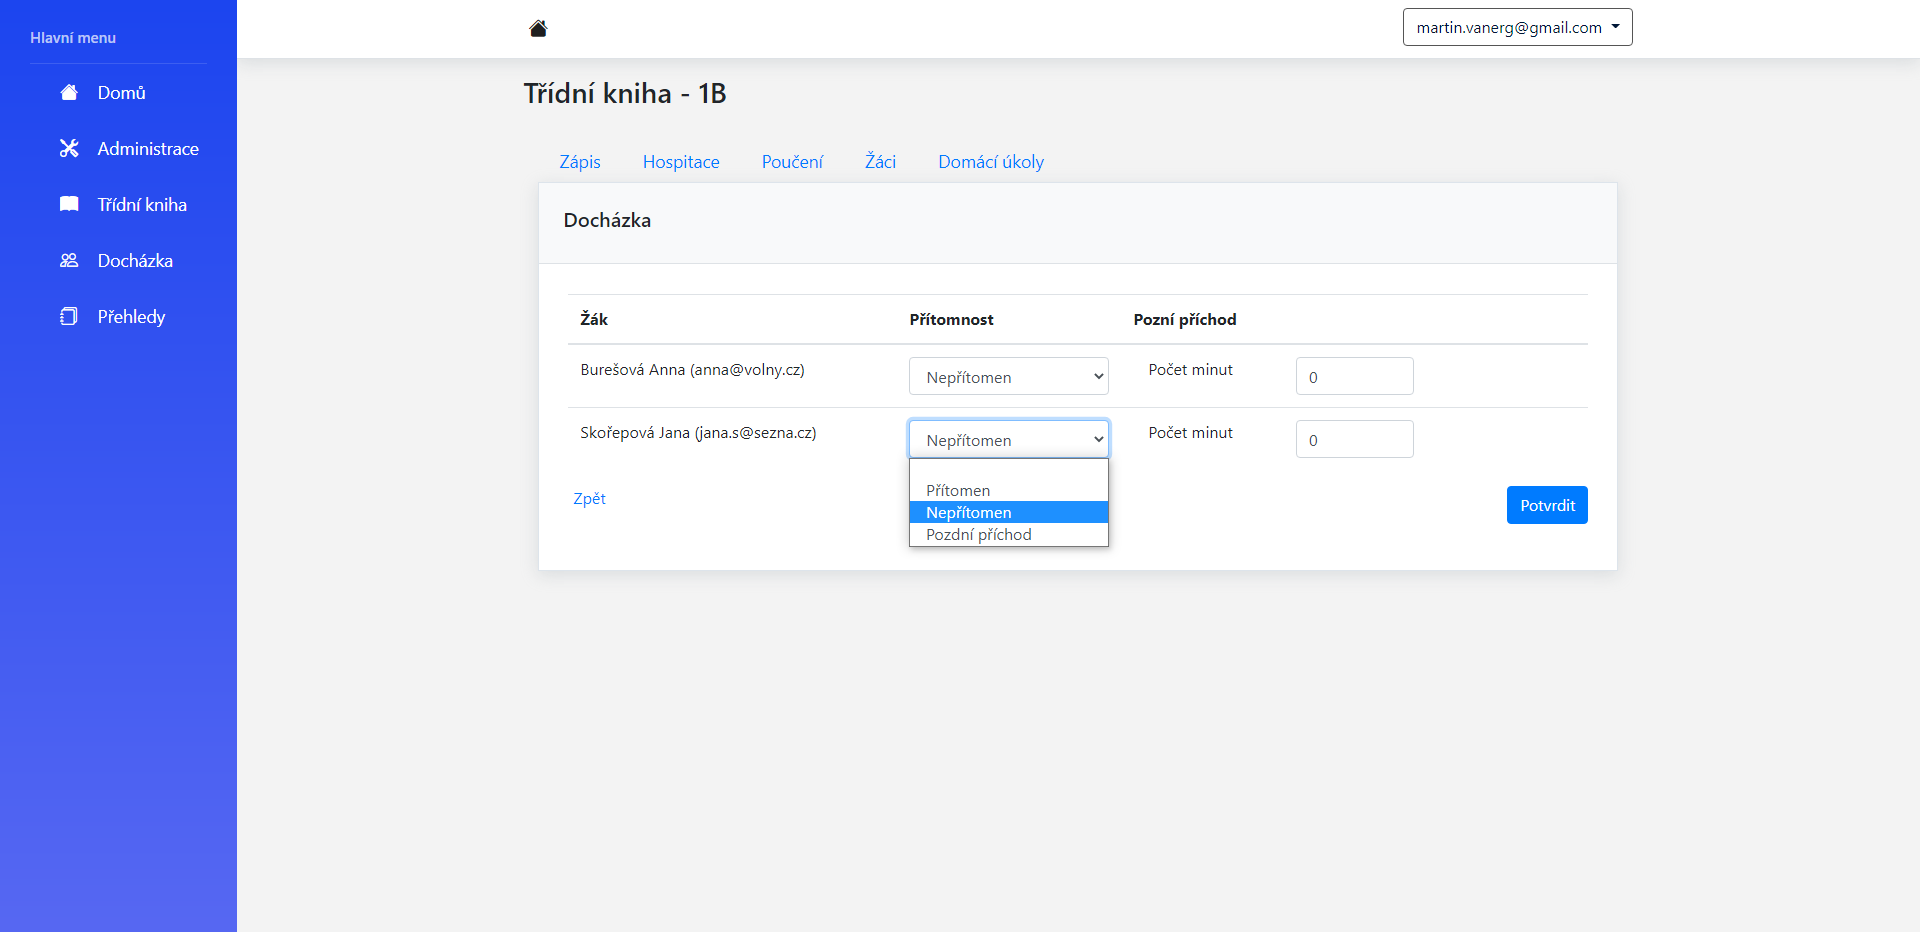 Hlavní menu
Domů
Administrace
Třídní kniha
Docházka
Přehledy
martin.vanerg@gmail.com
Třídní kniha - 1B
Zápis Hospitace Poučení Žáci Domácí úkoly
Docházka
Žák Přítomnost Pozní příchod
Burešová Anna (anna@volny.cz) Nepřítomen Počet minut 0
Skořepová Jana (jana.s@sezna.cz) Nepřítomen Počet minut 0
Přítomen
Nepřítomen
Pozdní příchod
Zpět
Potvrdit